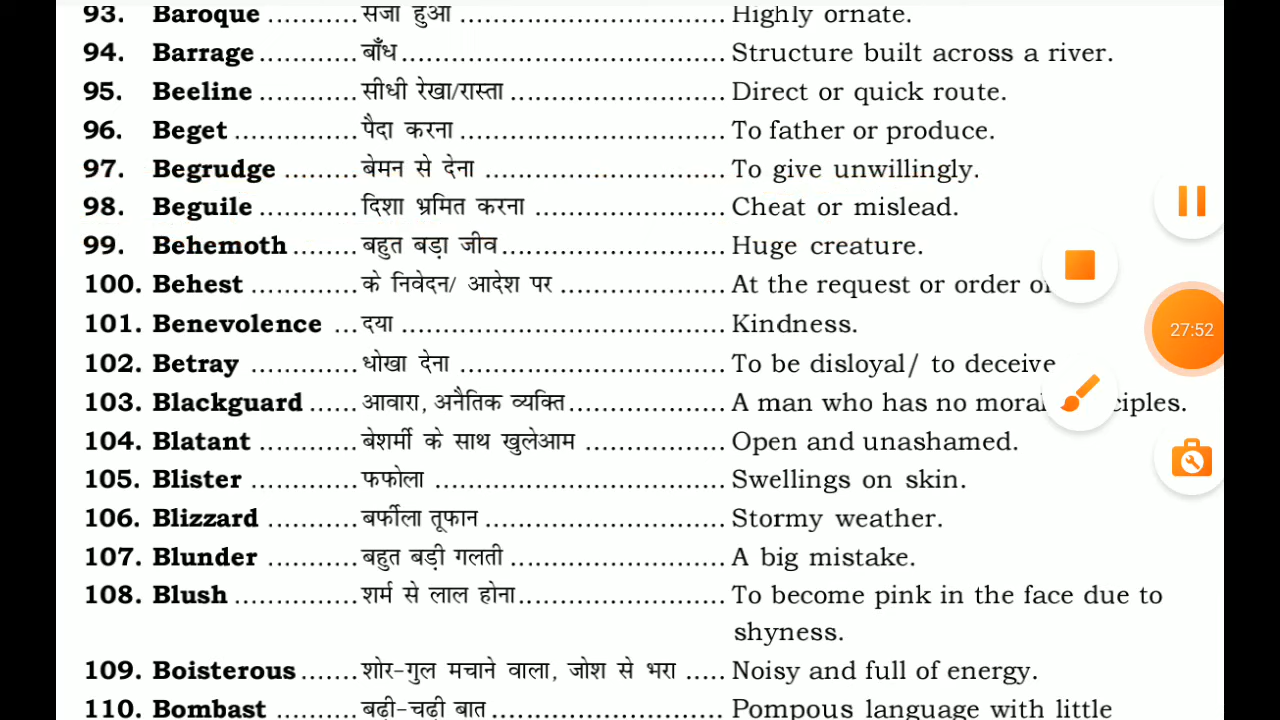 93. Baroque ........... सजा हुआ ............................. Highly ornate.
94. Barrage ........... बाँध ................................... Structure built across a river.
95. Beeline ........... सीधी रेखा/रास्ता ........................ Direct or quick route.
96. Beget .............. पैदा करना ............................. To father or produce.
97. Begrudge ........ बेमन से देना .......................... To give unwillingly.
98. Beguile ........... दिशा भ्रमित करना ..................... Cheat or mislead.
99. Behemoth ....... बहुत बड़ा जीव ......................... Huge creature.
100. Behest ............ के निवेदन/ आदेश पर .................. At the request or order
101. Benevolence ... दया ................................... Kindness.
102. Betray ............ धोखा देना .............................. To be disloyal/ to deceive
103. Blackguard ...... आवारा, अनैतिक व्यक्ति ................. A man who has no
104. Blatant ........... बेशर्मी के साथ खुलेआम ................ Open and unashamed.
105. Blister ............ फफोला ................................ Swellings on skin.
106. Blizzard .......... बर्फीला तूफान .......................... Stormy weather.
107. Blunder .......... बहुत बड़ी गलती ........................ A big mistake.
108. Blush .............. शर्म से लाल होना ....................... To become pink in the face due to
shyness.
109. Boisterous ....... शोर-गुल मचाने वाला, जोश से भरा ..... Noisy and full of energy.
110. Bombast ......... बढ़ी-चढ़ी बात .......................... Pompous language with little
27:52